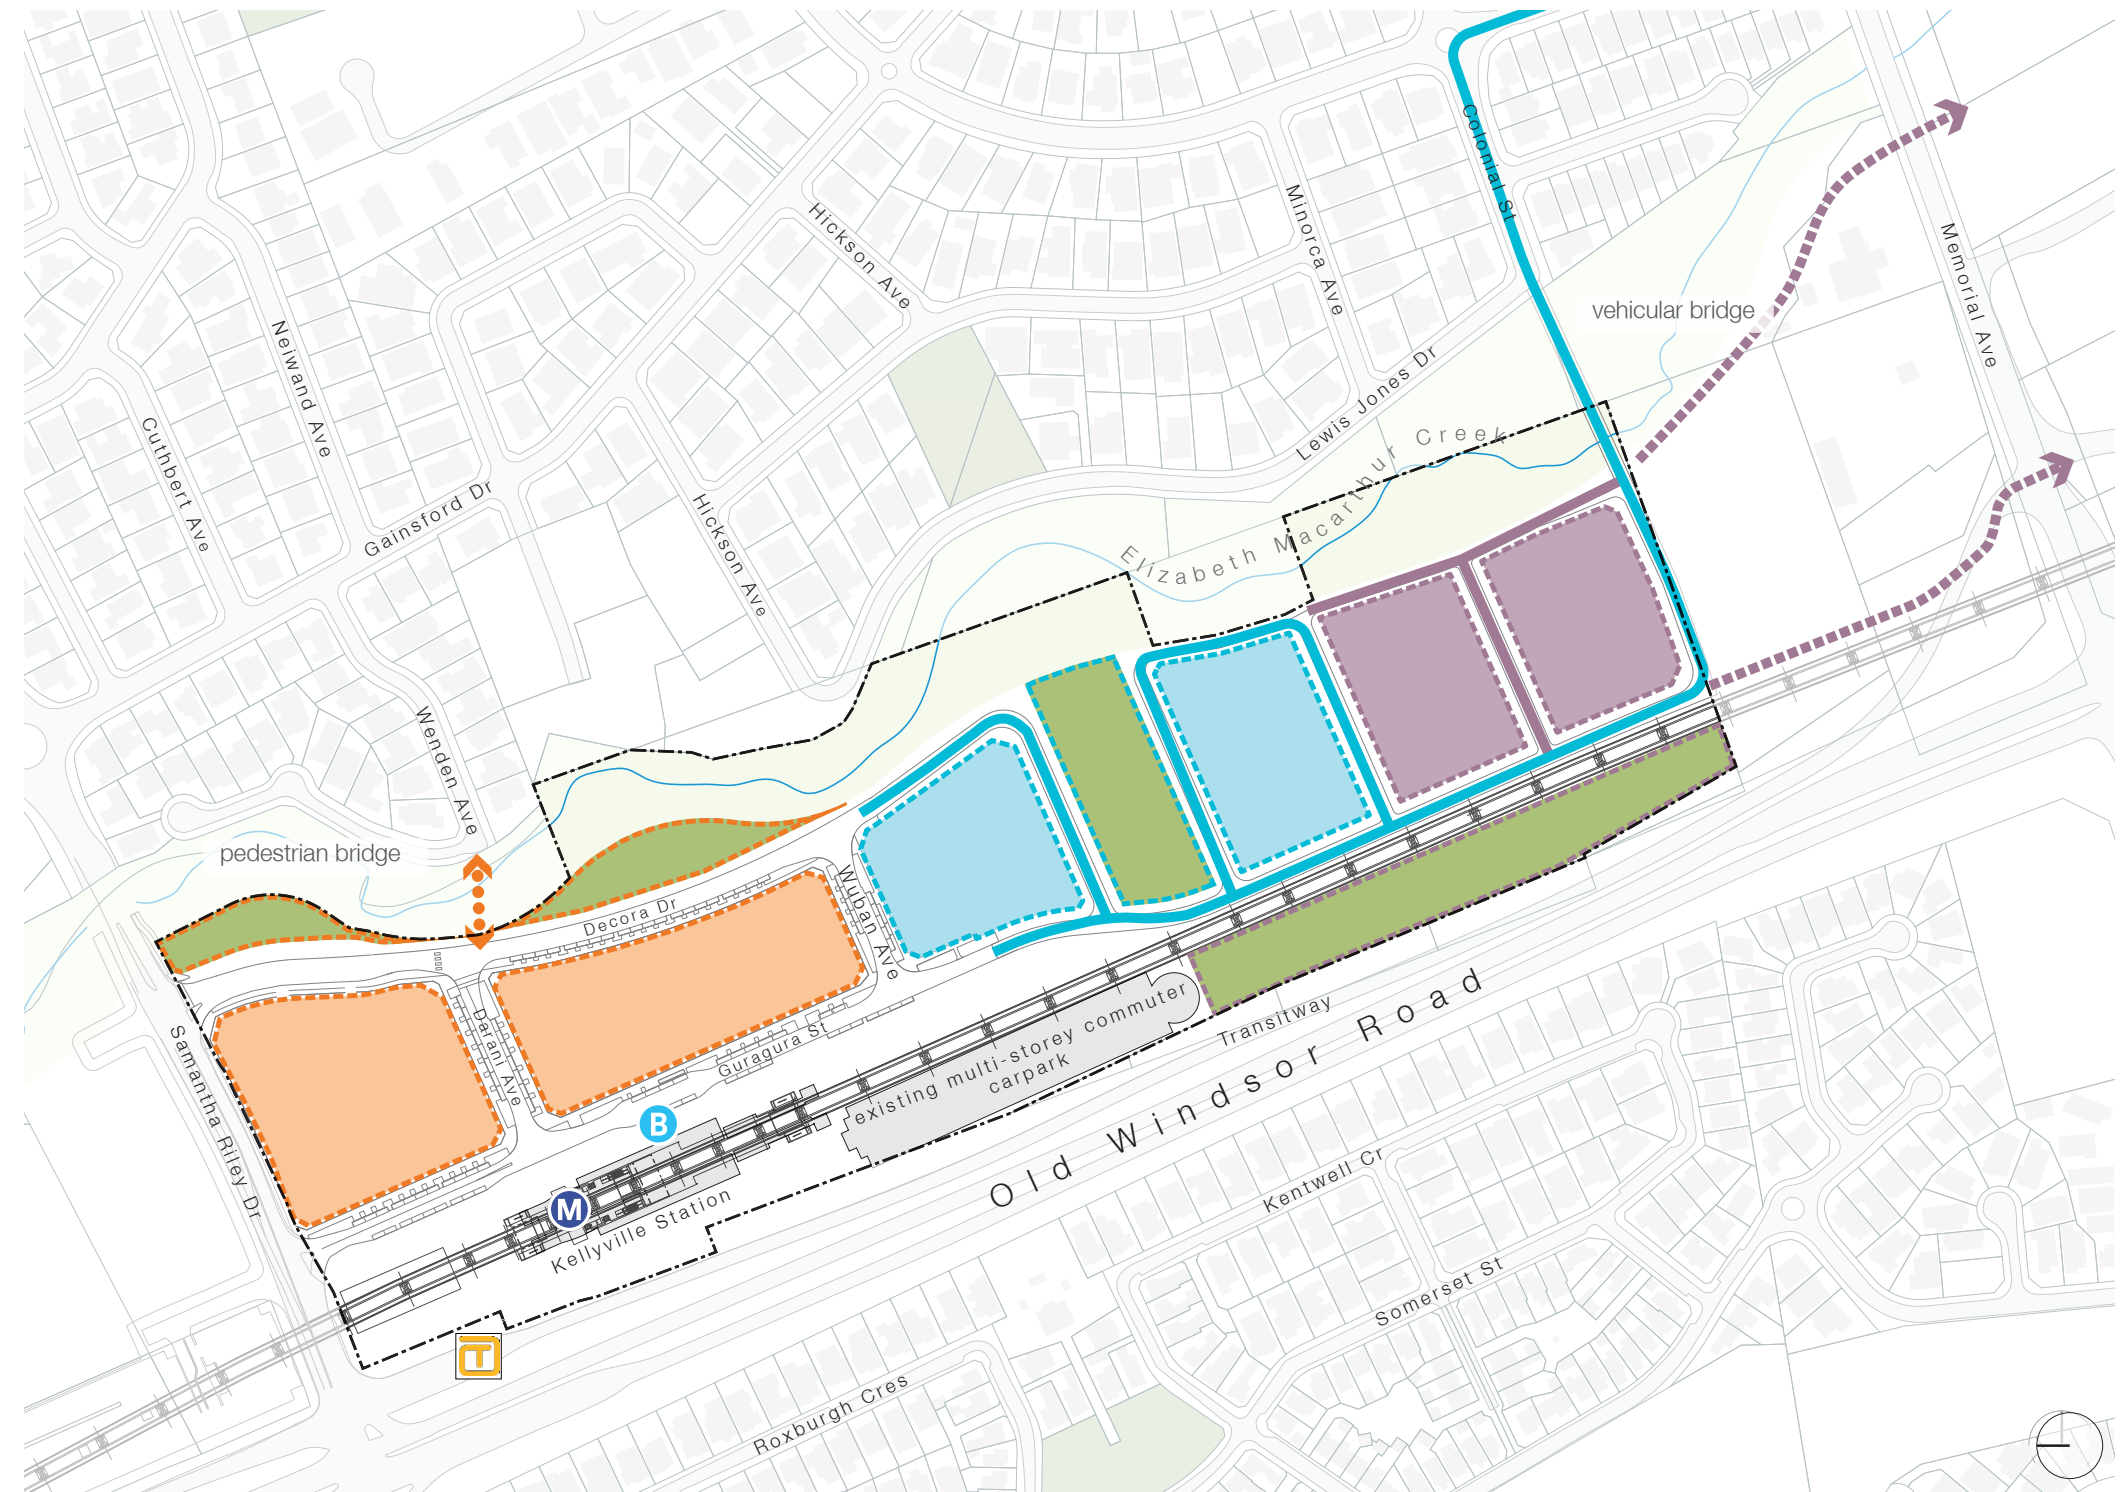 Colonial St
Hickson Ave
Minorca Ave
Memorial Ave
vehicular bridge
Neiwand Ave
Lewis Jones Dr
Cuthbert Ave
Elizabeth Macarthur Creek
Gainsford Dr
Hickson Ave
Wenden Ave
pedestrian bridge
Wuban Ave
Decora Dr
Darani Ave
Guragura St
Samantha Riley Dr
existing multi-storey commuter
carpark
Transitway
Old Windsor Road
B
M
Kellyville Station
Kentwell Cr
Somerset St
T
Roxburgh Cres